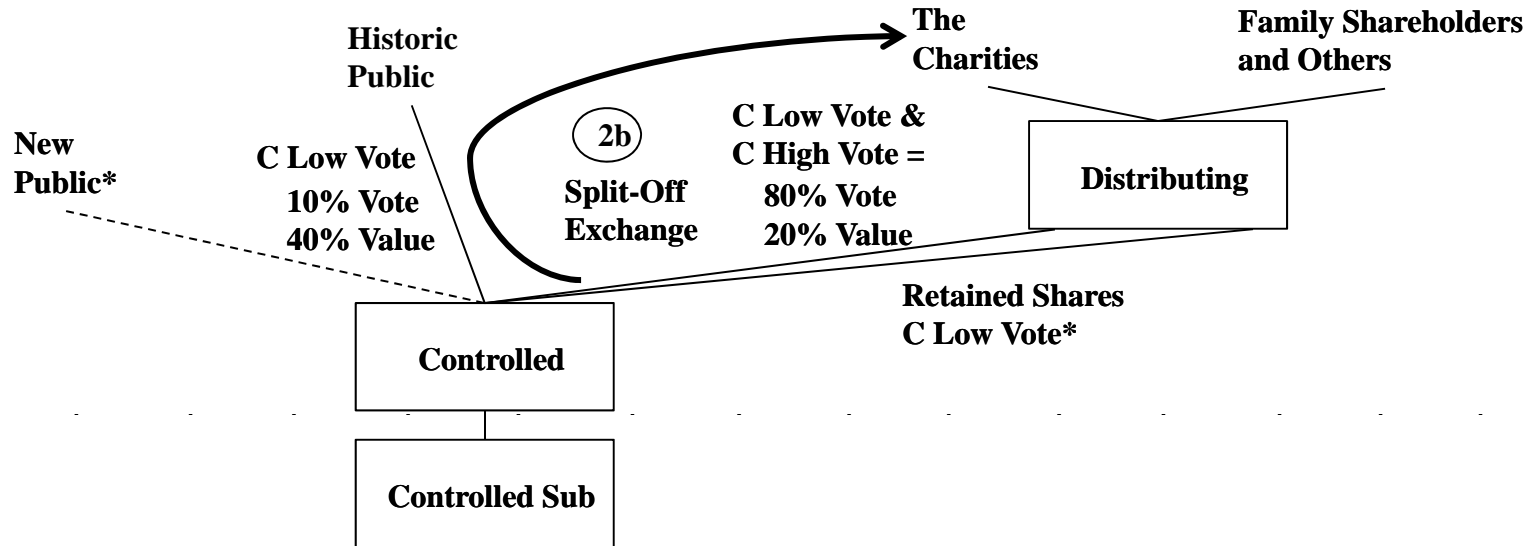 The
Charities
Family Shareholders
and Others
Historic
Public
New
Public*
C Low Vote
10% Vote
40% Value
2b
Split-Off
Exchange
C Low Vote &
C High Vote =
80% Vote
20% Value
Distributing
Retained Shares
C Low Vote*
Controlled
Controlled Sub